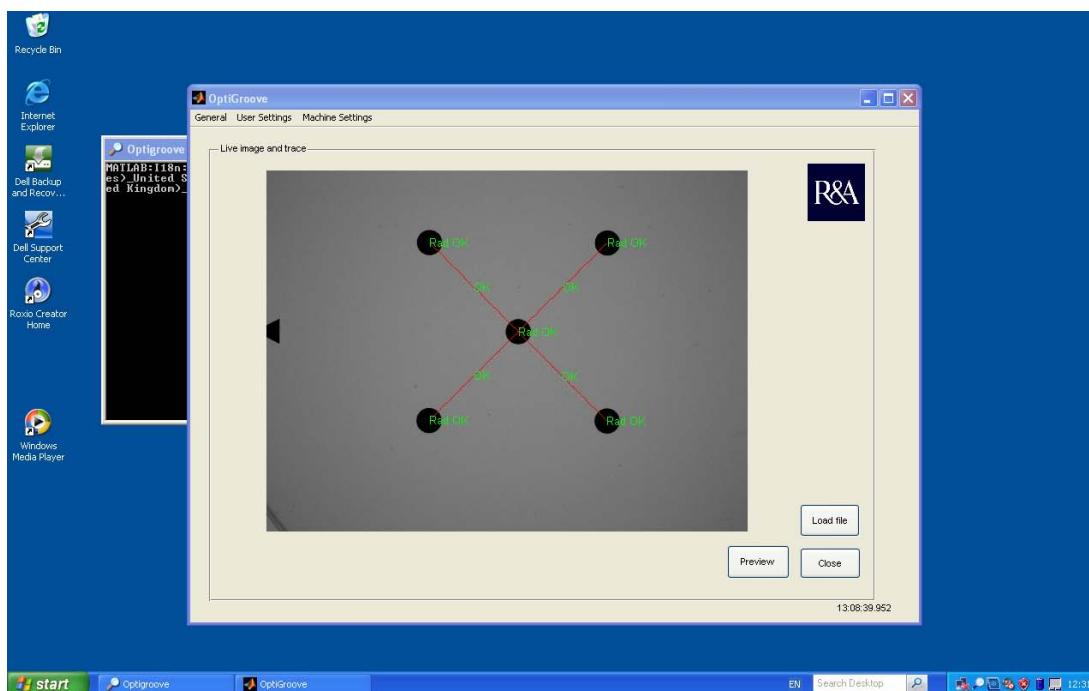 Recycle Bin
Internet
Explorer
Dell Backup
and Recov...
Dell Support
Center
Roxio Creator
Home
Windows
Media Player
Optigroove
MATLAB:I18n:
es)_United S
ed Kingdom)_
OptiGroove
General User Settings Machine Settings
Live image and trace
R&A
Rad OK
Rad OK
OK
OK
Rad OK
OK
OK
Rad OK
Rad OK
Load file
Preview
Close
13:08:39.952
start
Optigroove
OptiGroove
EN
Search Desktop